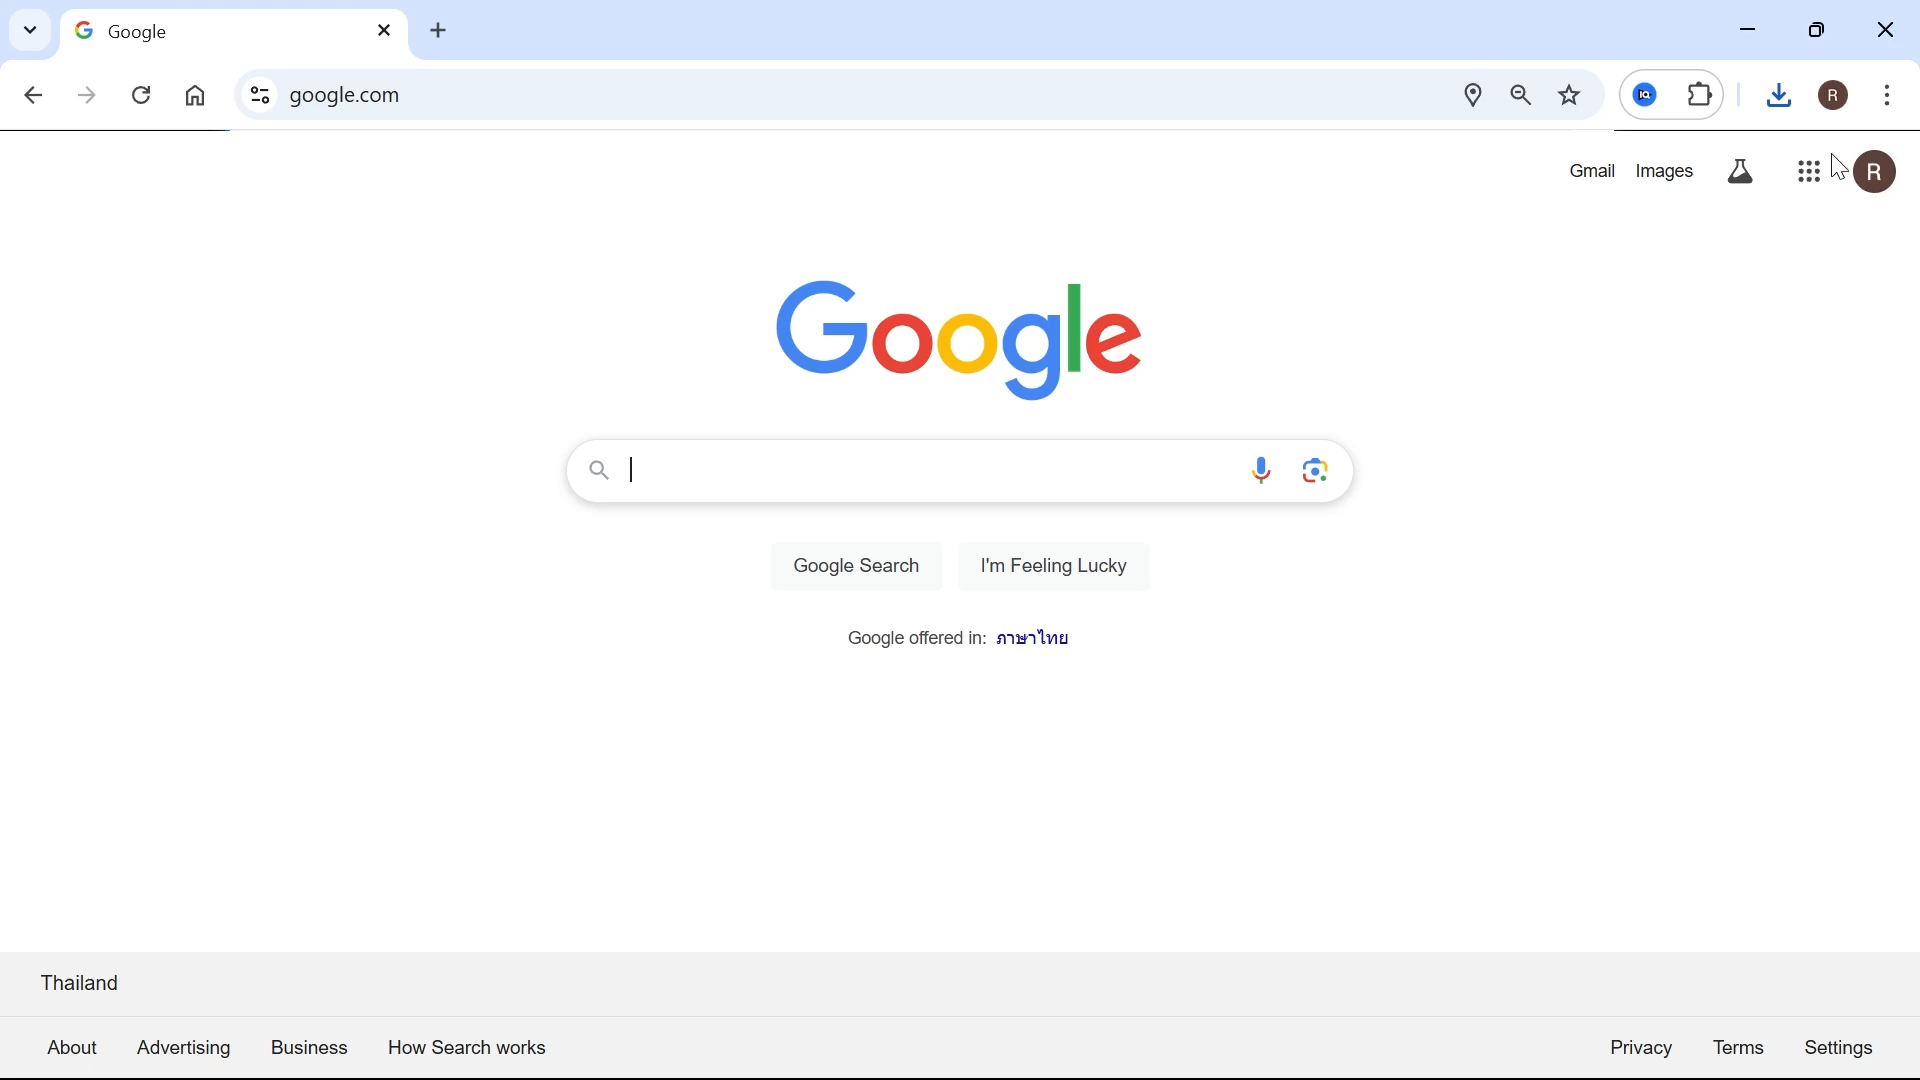 Google
google.com
R
Gmail Images
R
Google
Google Search I'm Feeling Lucky
Google offered in: ภาษาไทย
Thailand
About Advertising Business How Search works Privacy Terms Settings